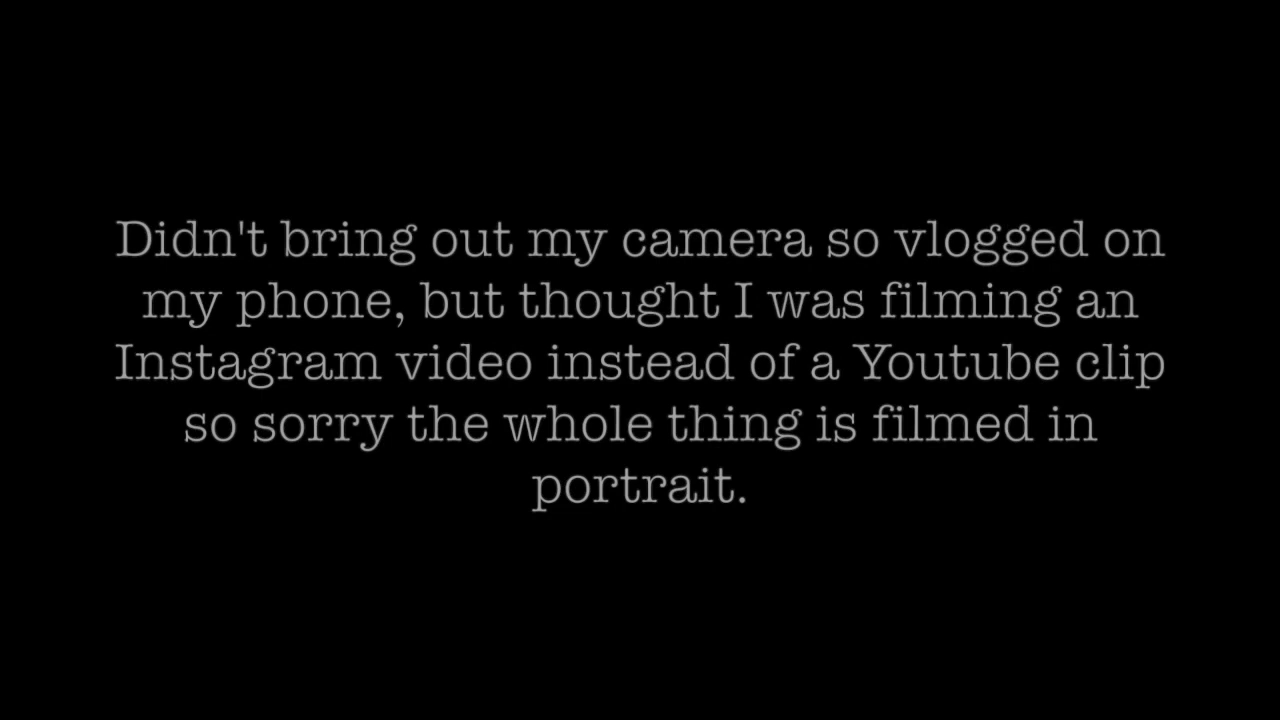 Didn't bring out my camera so vlogged on
my phone, but thought I was filming an
Instagram video instead of a Youtube clip
so sorry the whole thing is filmed in
portrait.